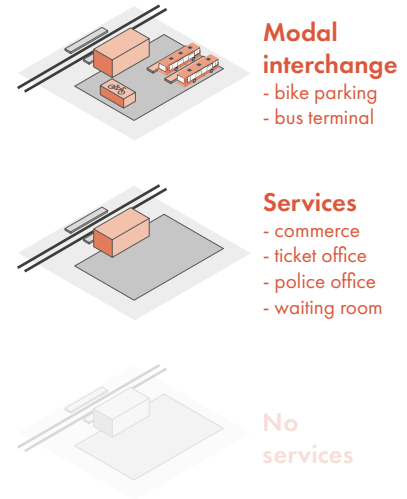 Modal
interchange
- bike parking
- bus terminal
Services
- commerce
- ticket office
- police office
- waiting room
No
services